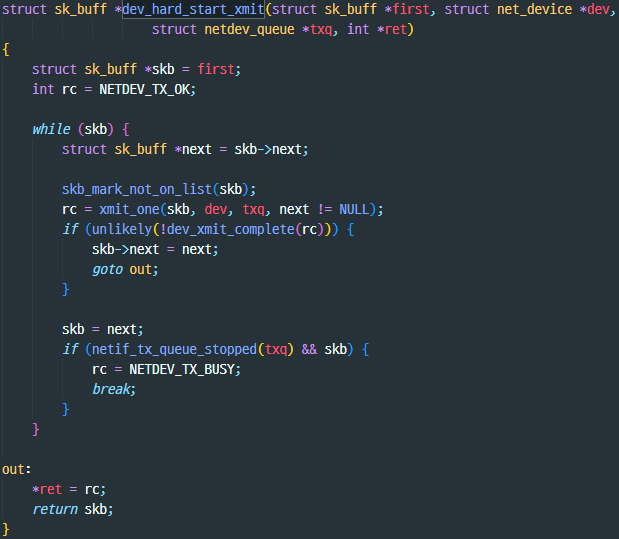 struct sk_buff *dev_hard_start_xmit(struct sk_buff *first, struct net_device *dev,
                    struct netdev_queue *txq, int *ret)
{
    struct sk_buff *skb = first;
    int rc = NETDEV_TX_OK;

    while (skb) {
        struct sk_buff *next = skb->next;

        skb_mark_not_on_list(skb);
        rc = xmit_one(skb, dev, txq, next != NULL);
        if (unlikely(!dev_xmit_complete(rc))) {
            skb->next = next;
            goto out;
        }

        skb = next;
        if (netif_tx_queue_stopped(txq) && skb) {
            rc = NETDEV_TX_BUSY;
            break;
        }
    }

out:
    *ret = rc;
    return skb;
}